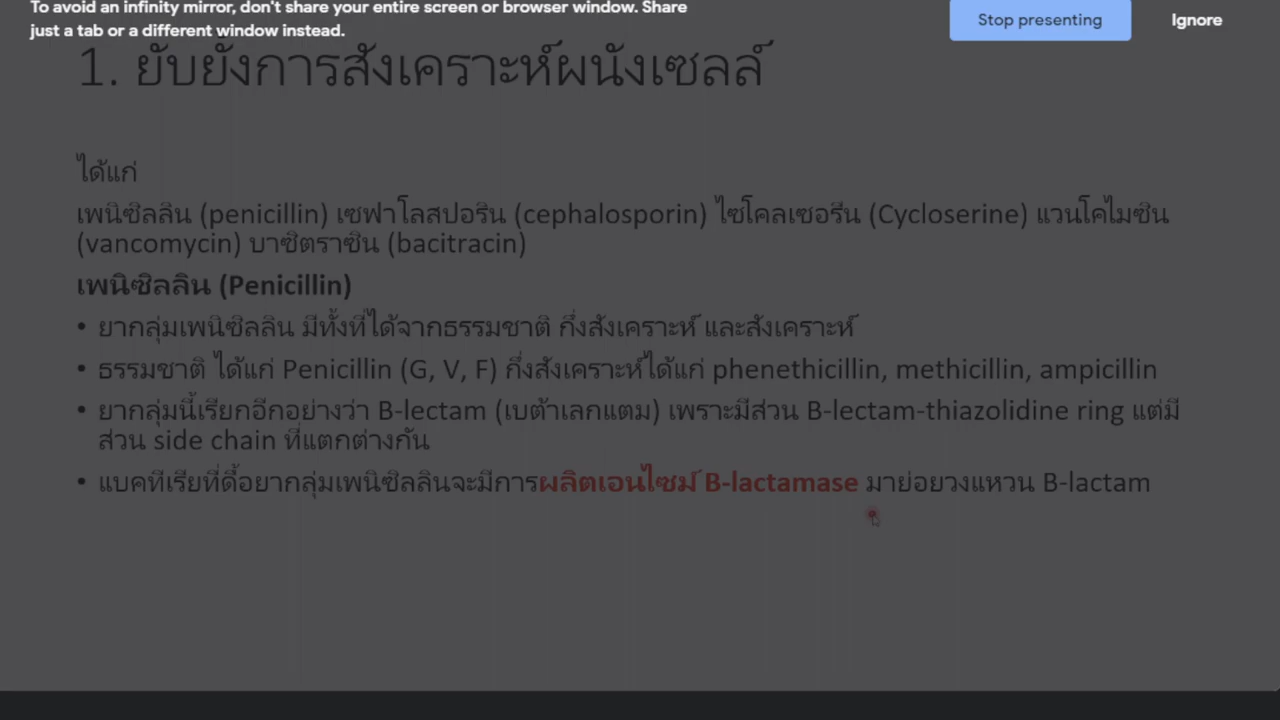 To avoid an infinity mirror, don't share your entire screen or browser window. Share
just a tab or a different window instead.
Stop presenting
Ignore
1. ยับยั้งการสังเคราะห์ผนังเซลล์
ได้แก่
เพนิซิลลิน (penicillin) เซฟาโลสปอริน (cephalosporin) ไซโคลเซอรีน (Cycloserine) แวนโคไมซิน
(vancomycin) บาซิตราซิน (bacitracin)
เพนิซิลลิน (Penicillin)
• ยากลุ่มเพนิซิลลิน มีทั้งที่ได้จากธรรมชาติ กึ่งสังเคราะห์ และสังเคราะห์
• ธรรมชาติ ได้แก่ Penicillin (G, V, F) กึ่งสังเคราะห์ได้แก่ phenethicillin, methicillin, ampicillin
• ยากลุ่มนี้เรียกอีกอย่างว่า B-lectam (เบต้าเลกแตม) เพราะมีส่วน B-lectam-thiazolidine ring แต่มี
ส่วน side chain ที่แตกต่างกัน
• แบคทีเรียที่ดื้อยากลุ่มเพนิซิลลินจะมีการผลิตเอนไซม์ B-lactamase มาย่อยวงแหวน B-lactam